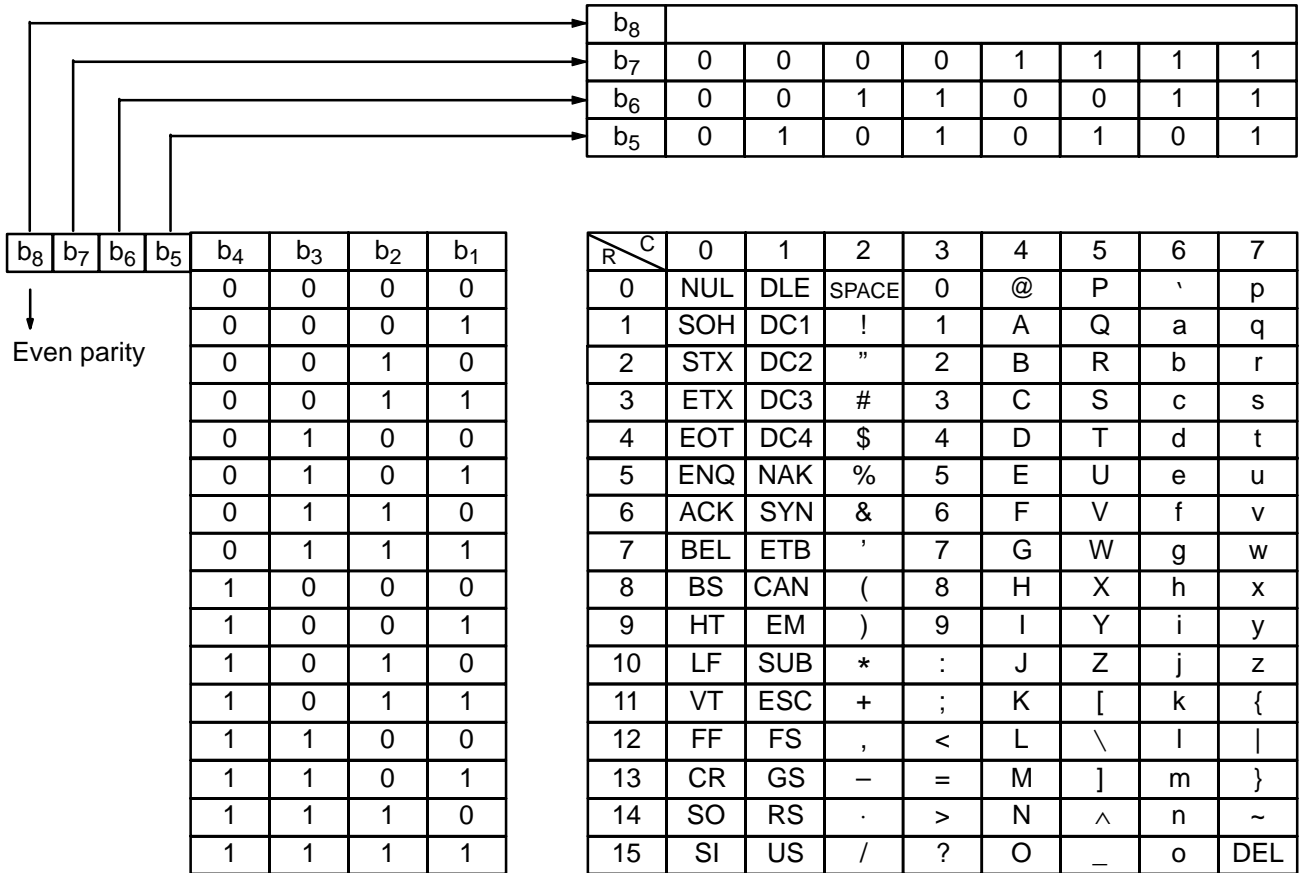 b8
b7 0 0 0 0 1 1 1 1
b6 0 0 1 1 0 0 1 1
b5 0 1 0 1 0 1 0 1
b8 b7 b6 b5 b4 b3 b2 b1 R C 0 1 2 3 4 5 6 7
0 0 0 0 0 NUL DLE SPACE 0 @ P ‵ p
0 0 0 1 1 SOH DC1 ! 1 A Q a q
Even parity
0 0 1 0 2 STX DC2 ” 2 B R b r
0 0 1 1 3 ETX DC3 # 3 C S c s
0 1 0 0 4 EOT DC4 $ 4 D T d t
0 1 0 1 5 ENQ NAK % 5 E U e u
0 1 1 0 6 ACK SYN & 6 F V f v
0 1 1 1 7 BEL ETB ’ 7 G W g w
1 0 0 0 8 BS CAN ( 8 H X h x
1 0 0 1 9 HT EM ) 9 I Y i y
1 0 1 0 10 LF SUB * : J Z j z
1 0 1 1 11 VT ESC + ; K [ k {
1 1 0 0 12 FF FS , < L \ l |
1 1 0 1 13 CR GS – = M ] m }
1 1 1 0 14 SO RS · > N ^ n ~
1 1 1 1 15 SI US / ? O _ o DEL